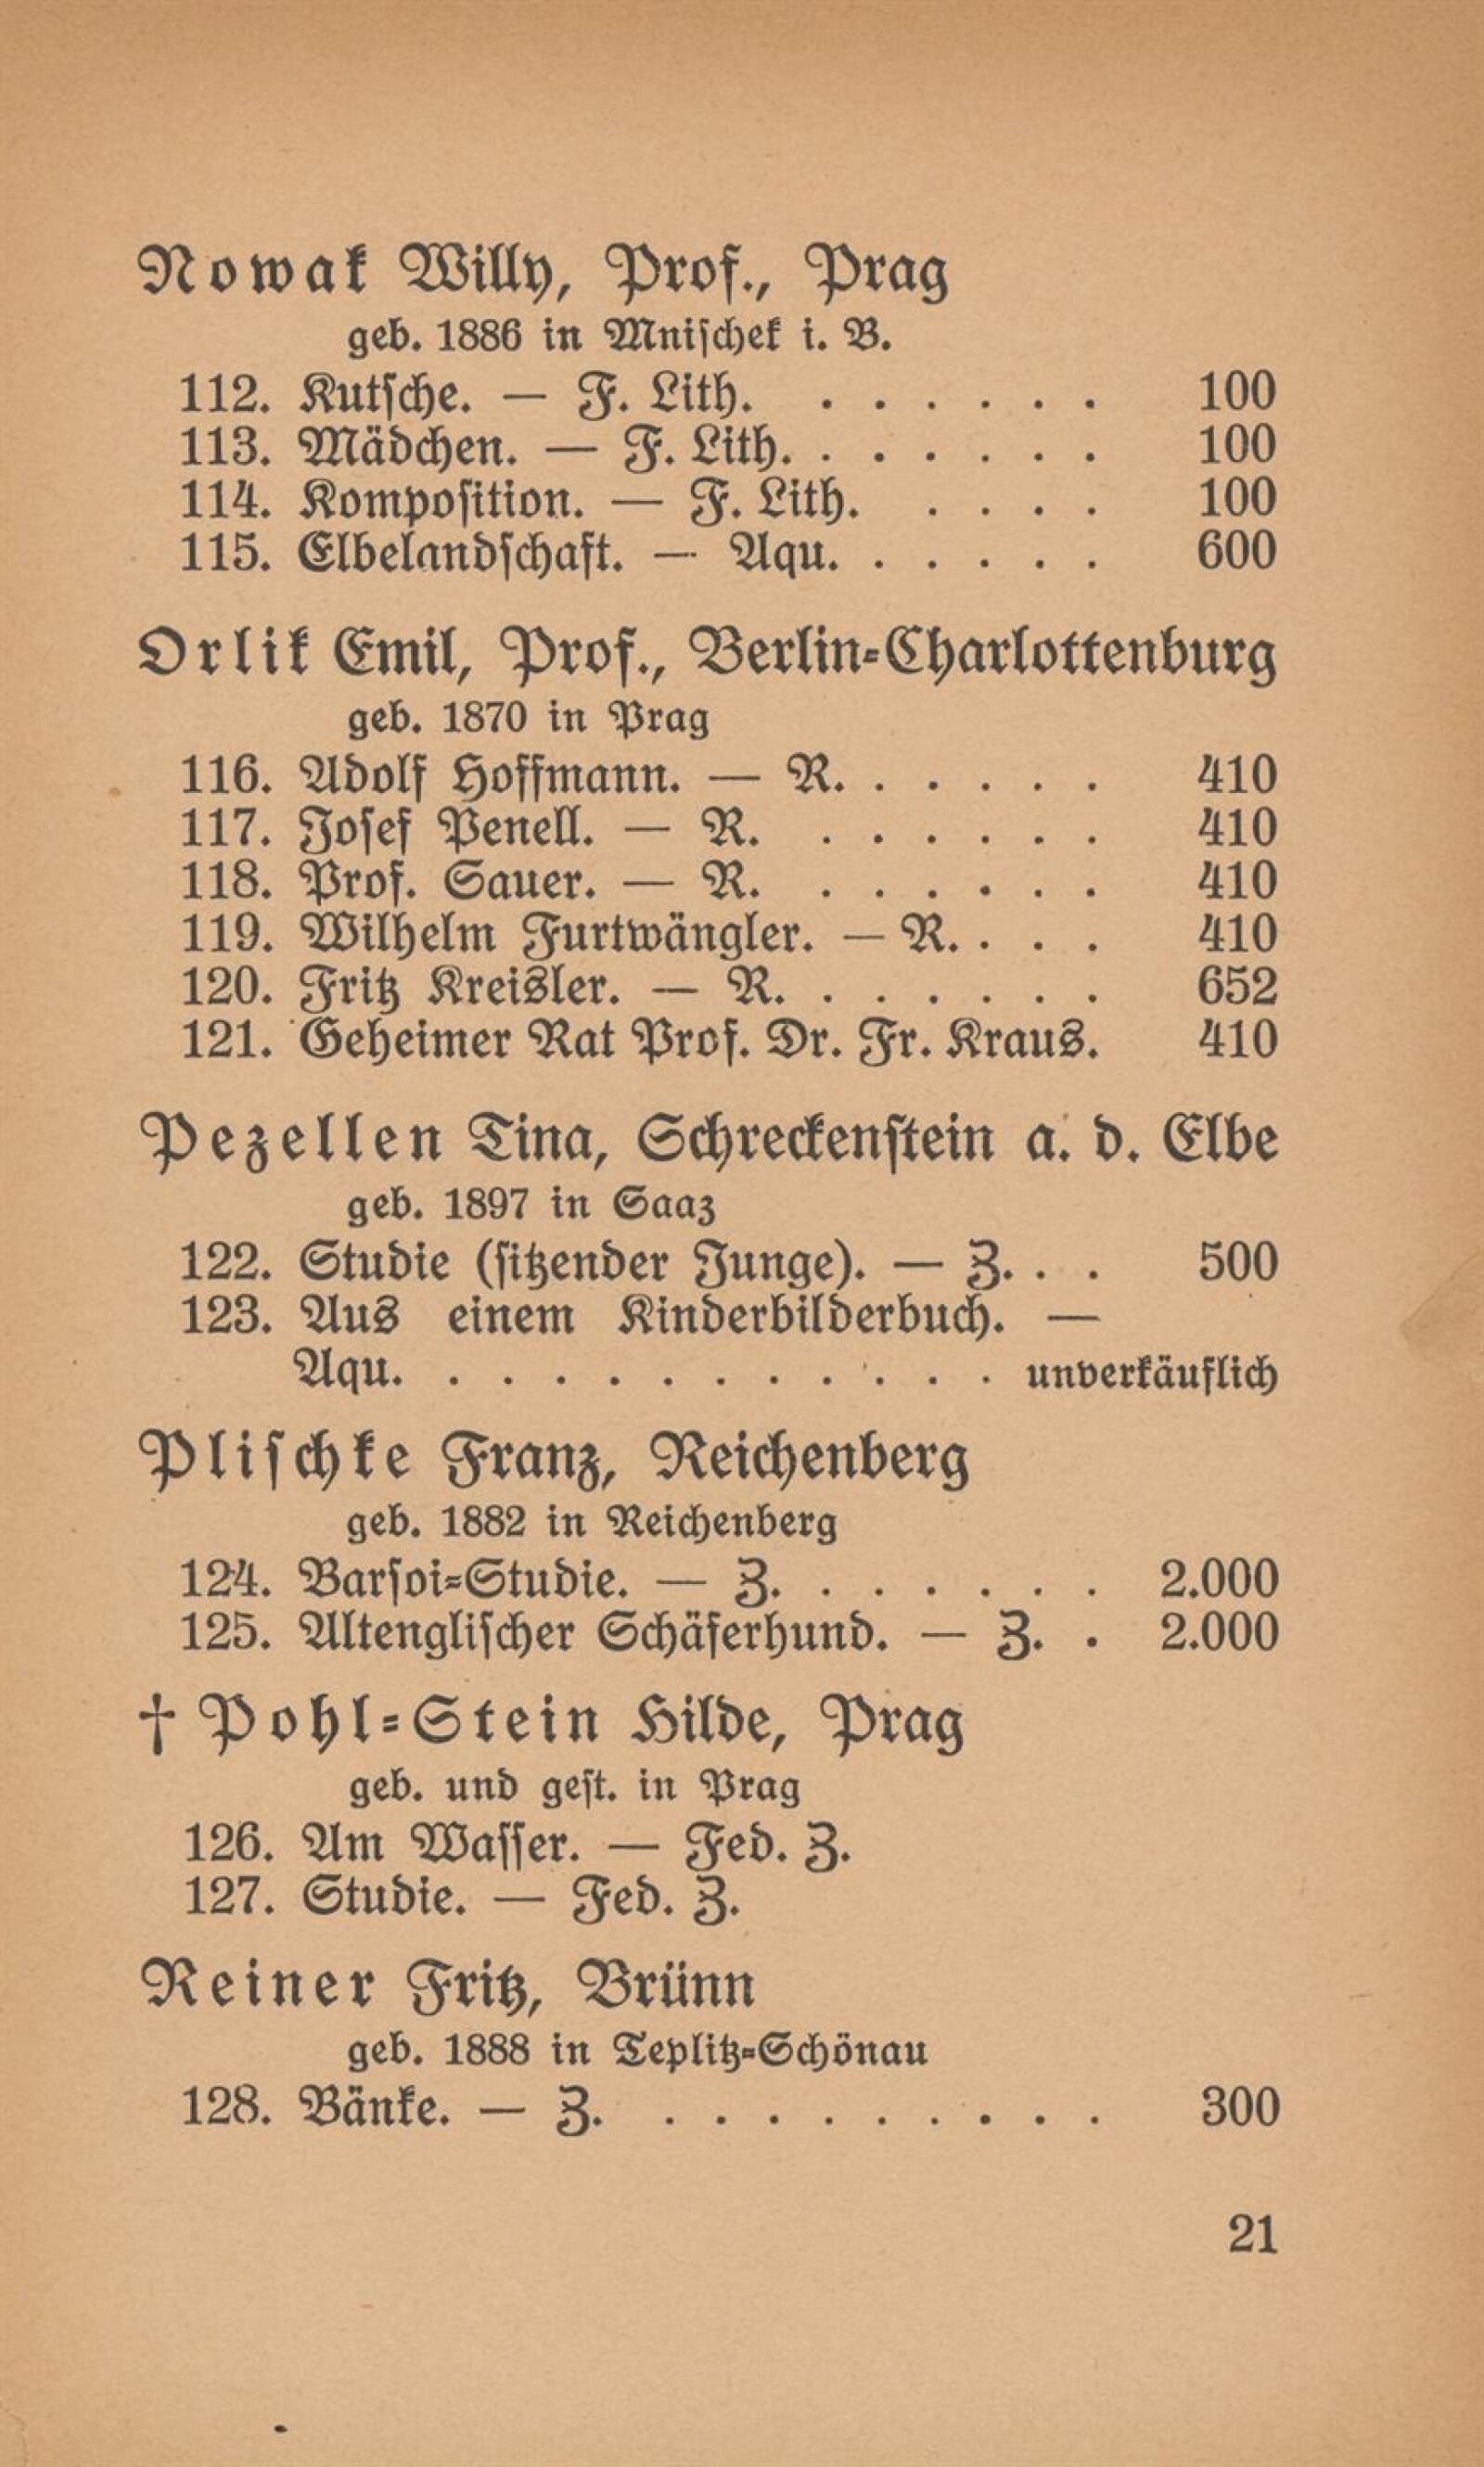 Nowak Willy, Prof., Prag
geb. 1886 in Mnischek i. B.
112. Kutsche. — F. Lith. . . . . . . 100
113. Mädchen. — F. Lith. . . . . . . 100
114. Komposition. — F. Lith. . . . . 100
115. Elbelandschaft. — Aqu. . . . . . 600
Orlik Emil, Prof., Berlin-Charlottenburg
geb. 1870 in Prag
116. Adolf Hoffmann. — R. . . . . . 410
117. Josef Penell. — R. . . . . . . 410
118. Prof. Sauer. — R. . . . . . . 410
119. Wilhelm Furtwängler. — R. . . . 410
120. Fritz Kreisler. — R. . . . . . . 652
121. Geheimer Rat Prof. Dr. Fr. Kraus. 410
Pezellen Tina, Schreckenstein a. d. Elbe
geb. 1897 in Saaz
122. Studie (sitzender Junge). — Z. . . 500
123. Aus einem Kinderbilderbuch. —
Aqu. . . . . . . . . . . . unverkäuflich
Plischke Franz, Reichenberg
geb. 1882 in Reichenberg
124. Barsoi-Studie. — Z. . . . . . . 2.000
125. Altenglischer Schäferhund. — Z. . 2.000
† Pohl-Stein Hilde, Prag
geb. und gest. in Prag
126. Am Wasser. — Fed. Z.
127. Studie. — Fed. Z.
Reiner Fritz, Brünn
geb. 1888 in Teplitz-Schönau
128. Bänke. — Z. . . . . . . . . . 300
21